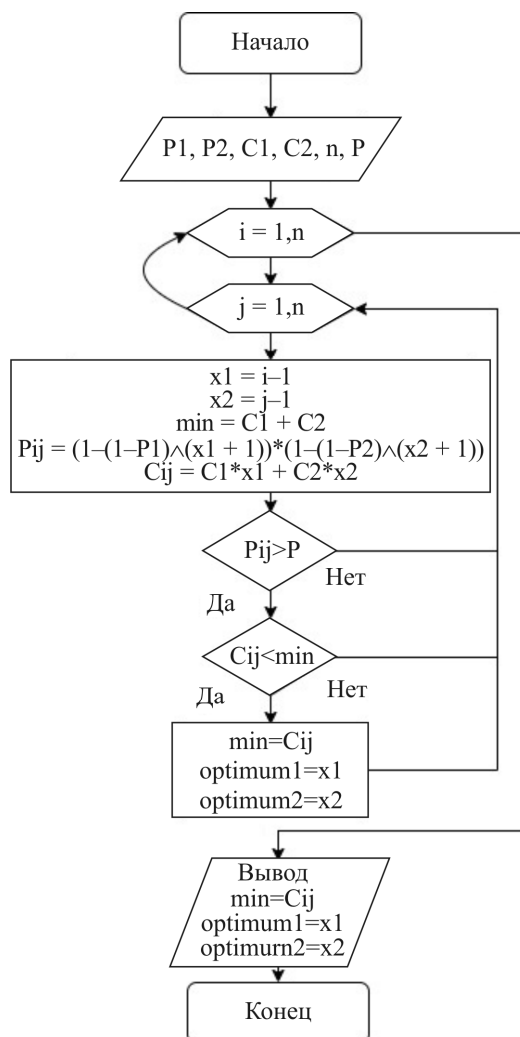 Начало
P1, P2, C1, C2, n, P
i = 1,n
j = 1,n
x1 = i–1
x2 = j–1
min = C1 + C2
Pij = (1–(1–P1)∧(x1 + 1))*(1–(1–P2)∧(x2 + 1))
Cij = C1*x1 + C2*x2
Pij>P
Нет
Да
Cij<min
Да
Нет
min=Cij
optimum1=x1
optimum2=x2
Вывод
min=Cij
optimum1=x1
optimurn2=x2
Конец